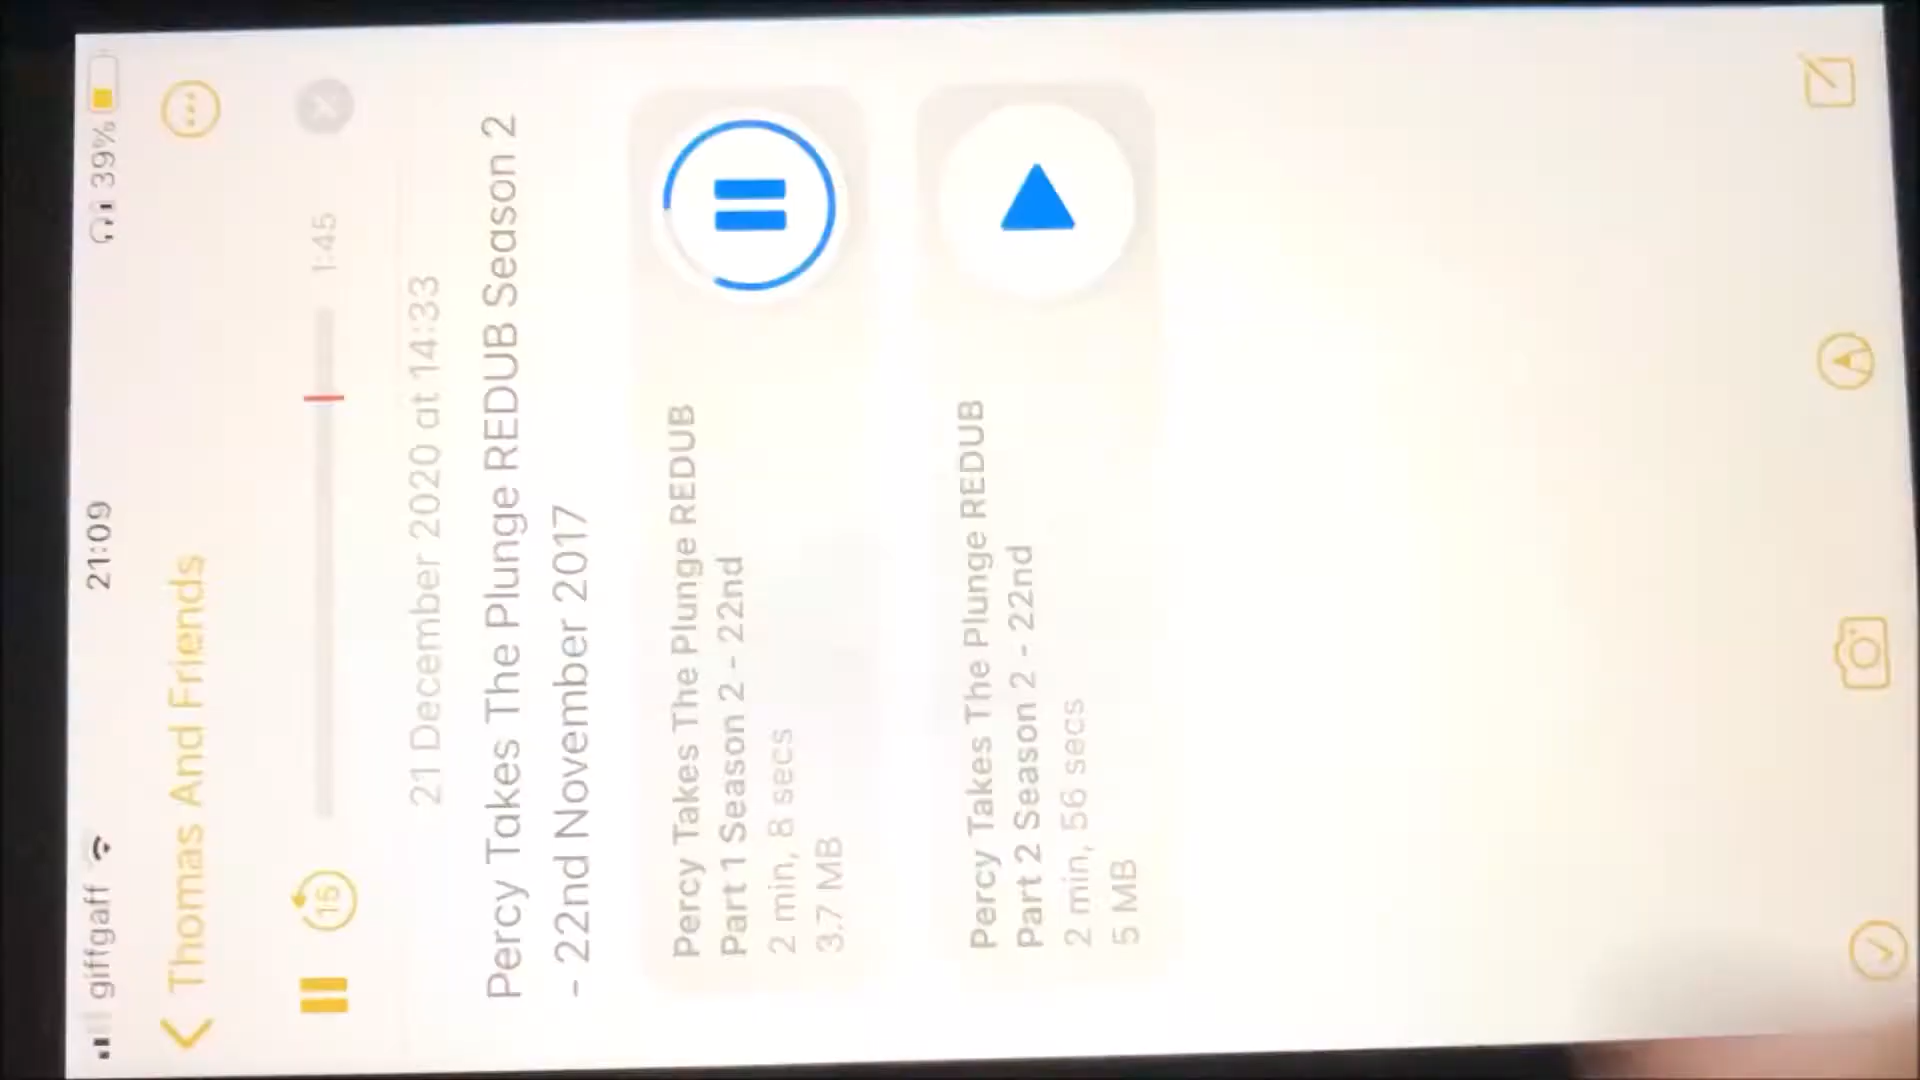 giffgaff 21:09 39%
Thomas And Friends
15 1:45
21 December 2020 at 14:33
Percy Takes The Plunge REDUB Season 2
- 22nd November 2017
Percy Takes The Plunge REDUB
Part 1 Season 2 - 22nd
2 min, 8 secs
3.7 MB
Percy Takes The Plunge REDUB
Part 2 Season 2 - 22nd
2 min, 56 secs
5 MB